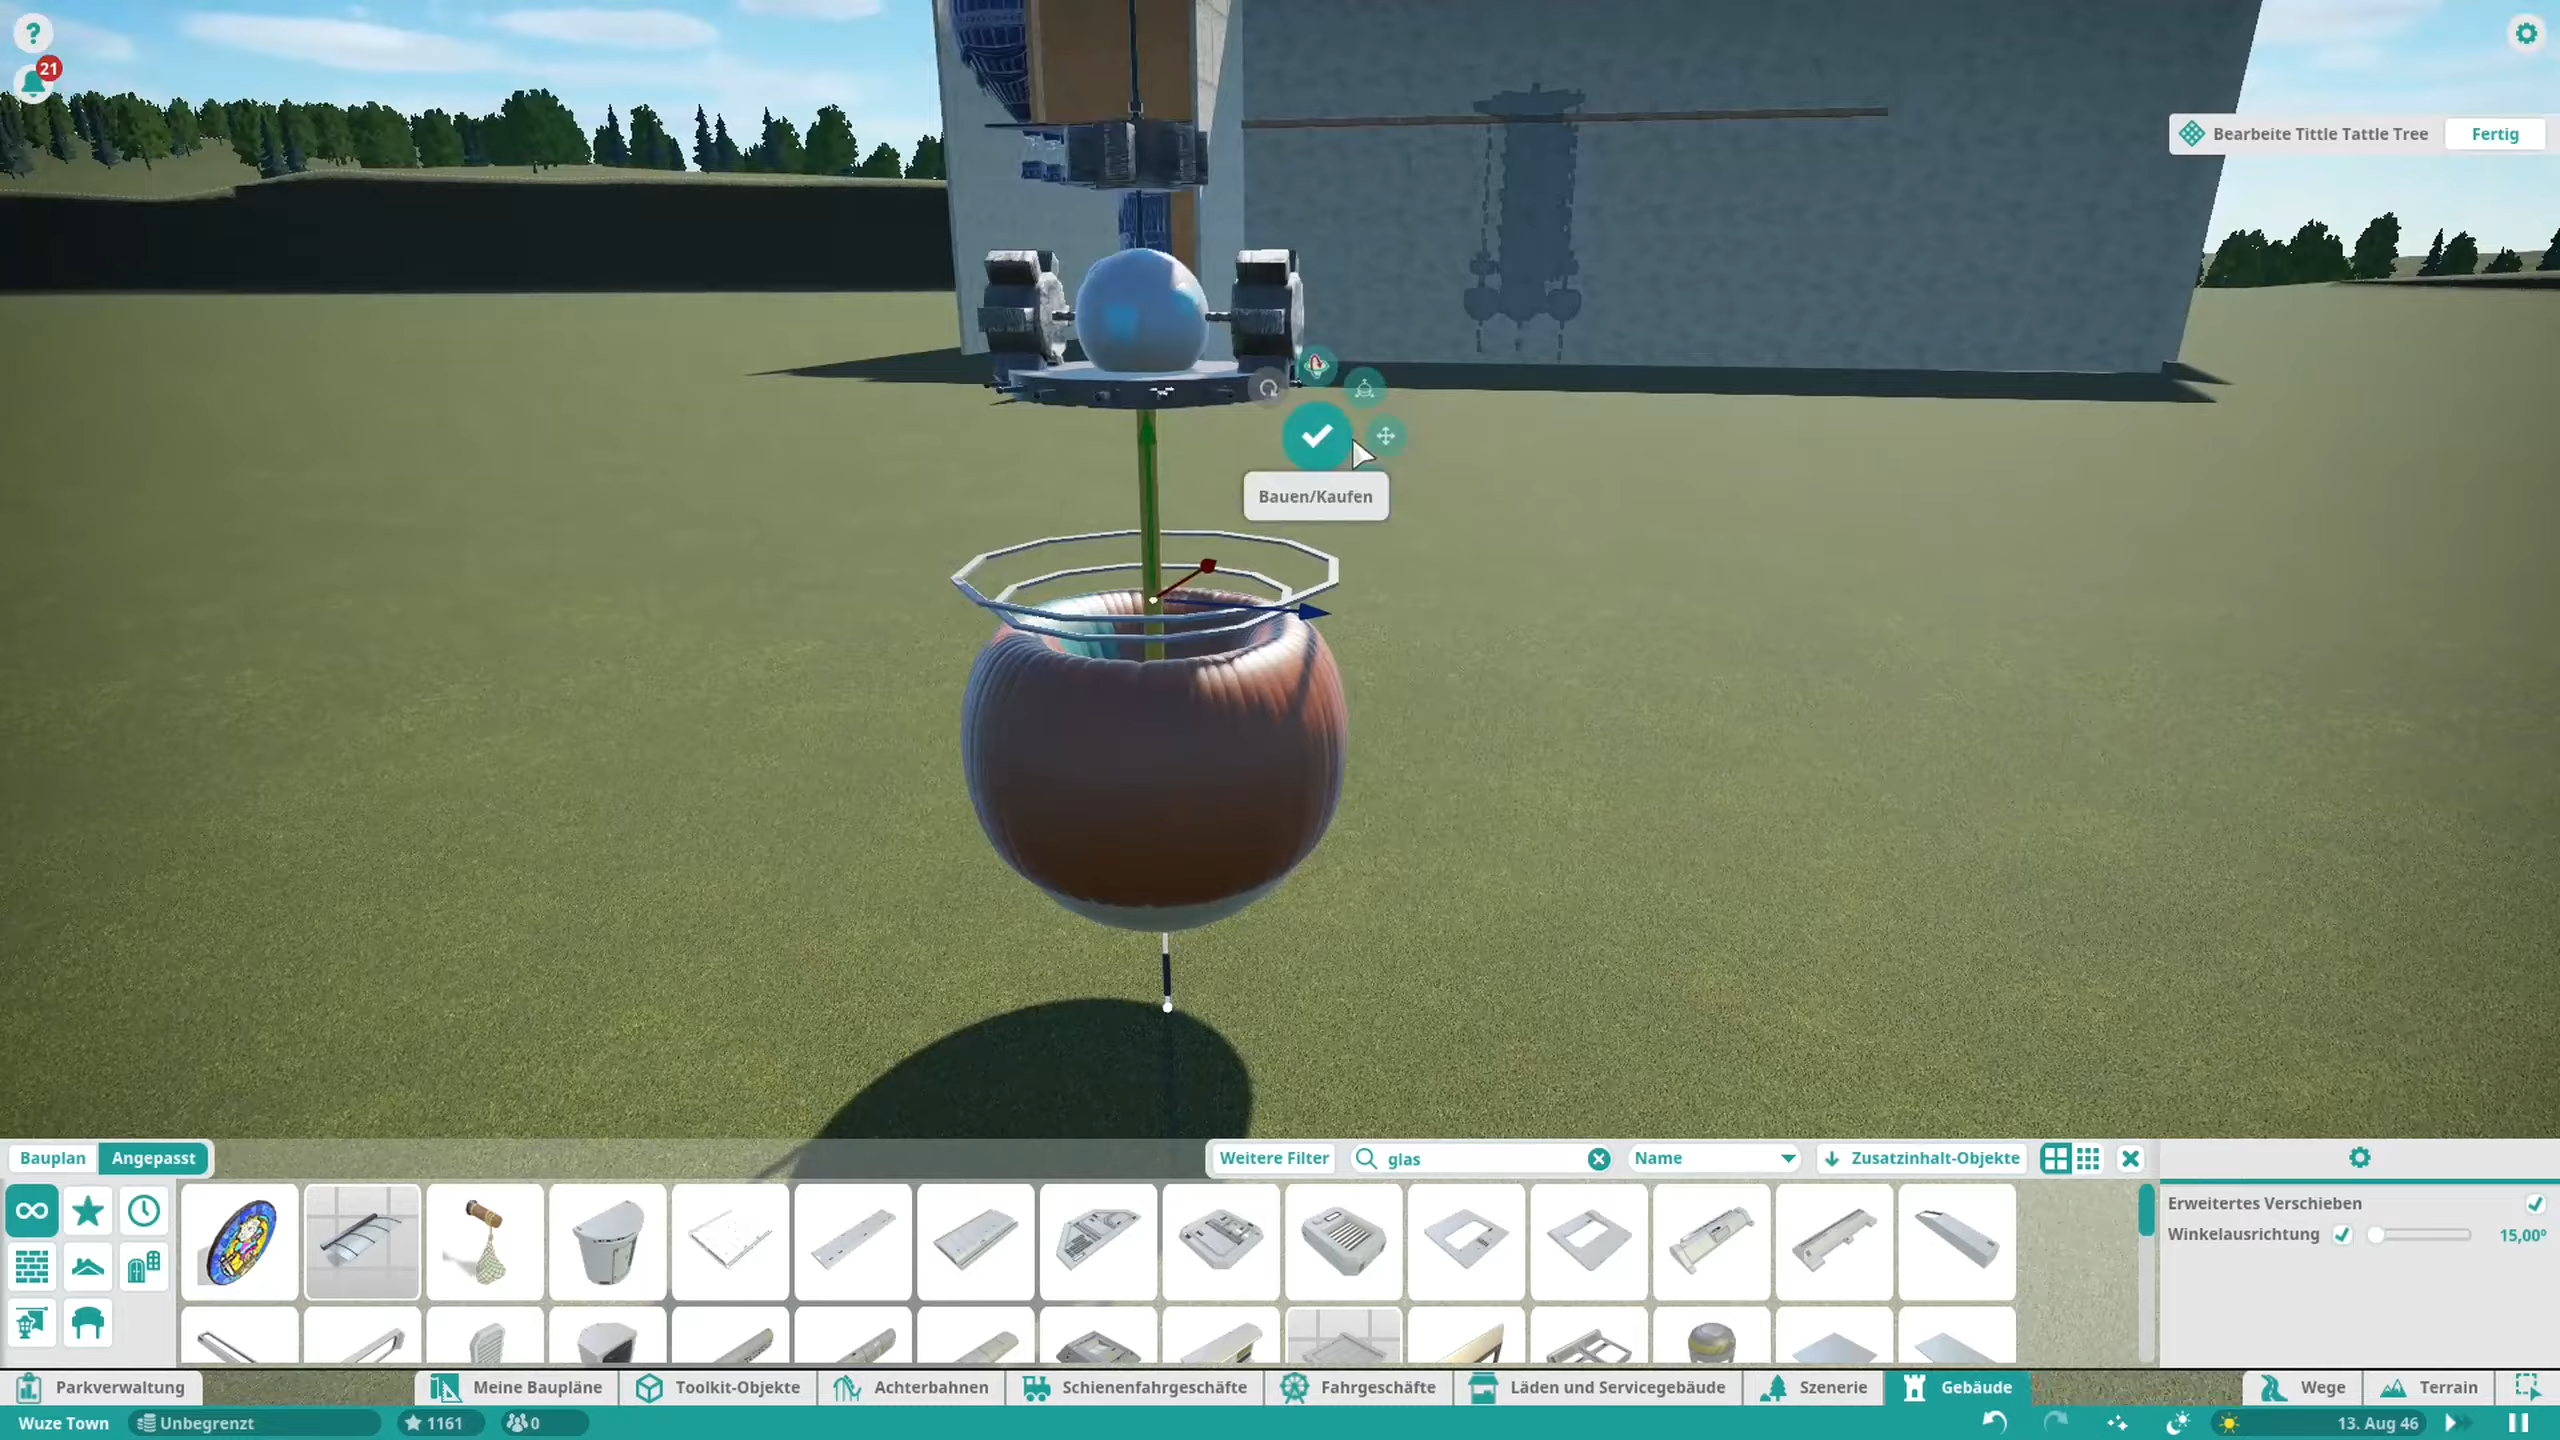 ?
21
Bearbeite Tittle Tattle Tree
Fertig
Bauen/Kaufen
Bauplan
Angepasst
Weitere Filter
glas
Name
Zusatzinhalt-Objekte
Erweitertes Verschieben
Winkelausrichtung
15,00°
Parkverwaltung
Meine Baupläne
Toolkit-Objekte
Achterbahnen
Schienenfahrgeschäfte
Fahrgeschäfte
Läden und Servicegebäude
Szenerie
Gebäude
Wege
Terrain
Wuze Town
Unbegrenzt
1161
0
13. Aug 46